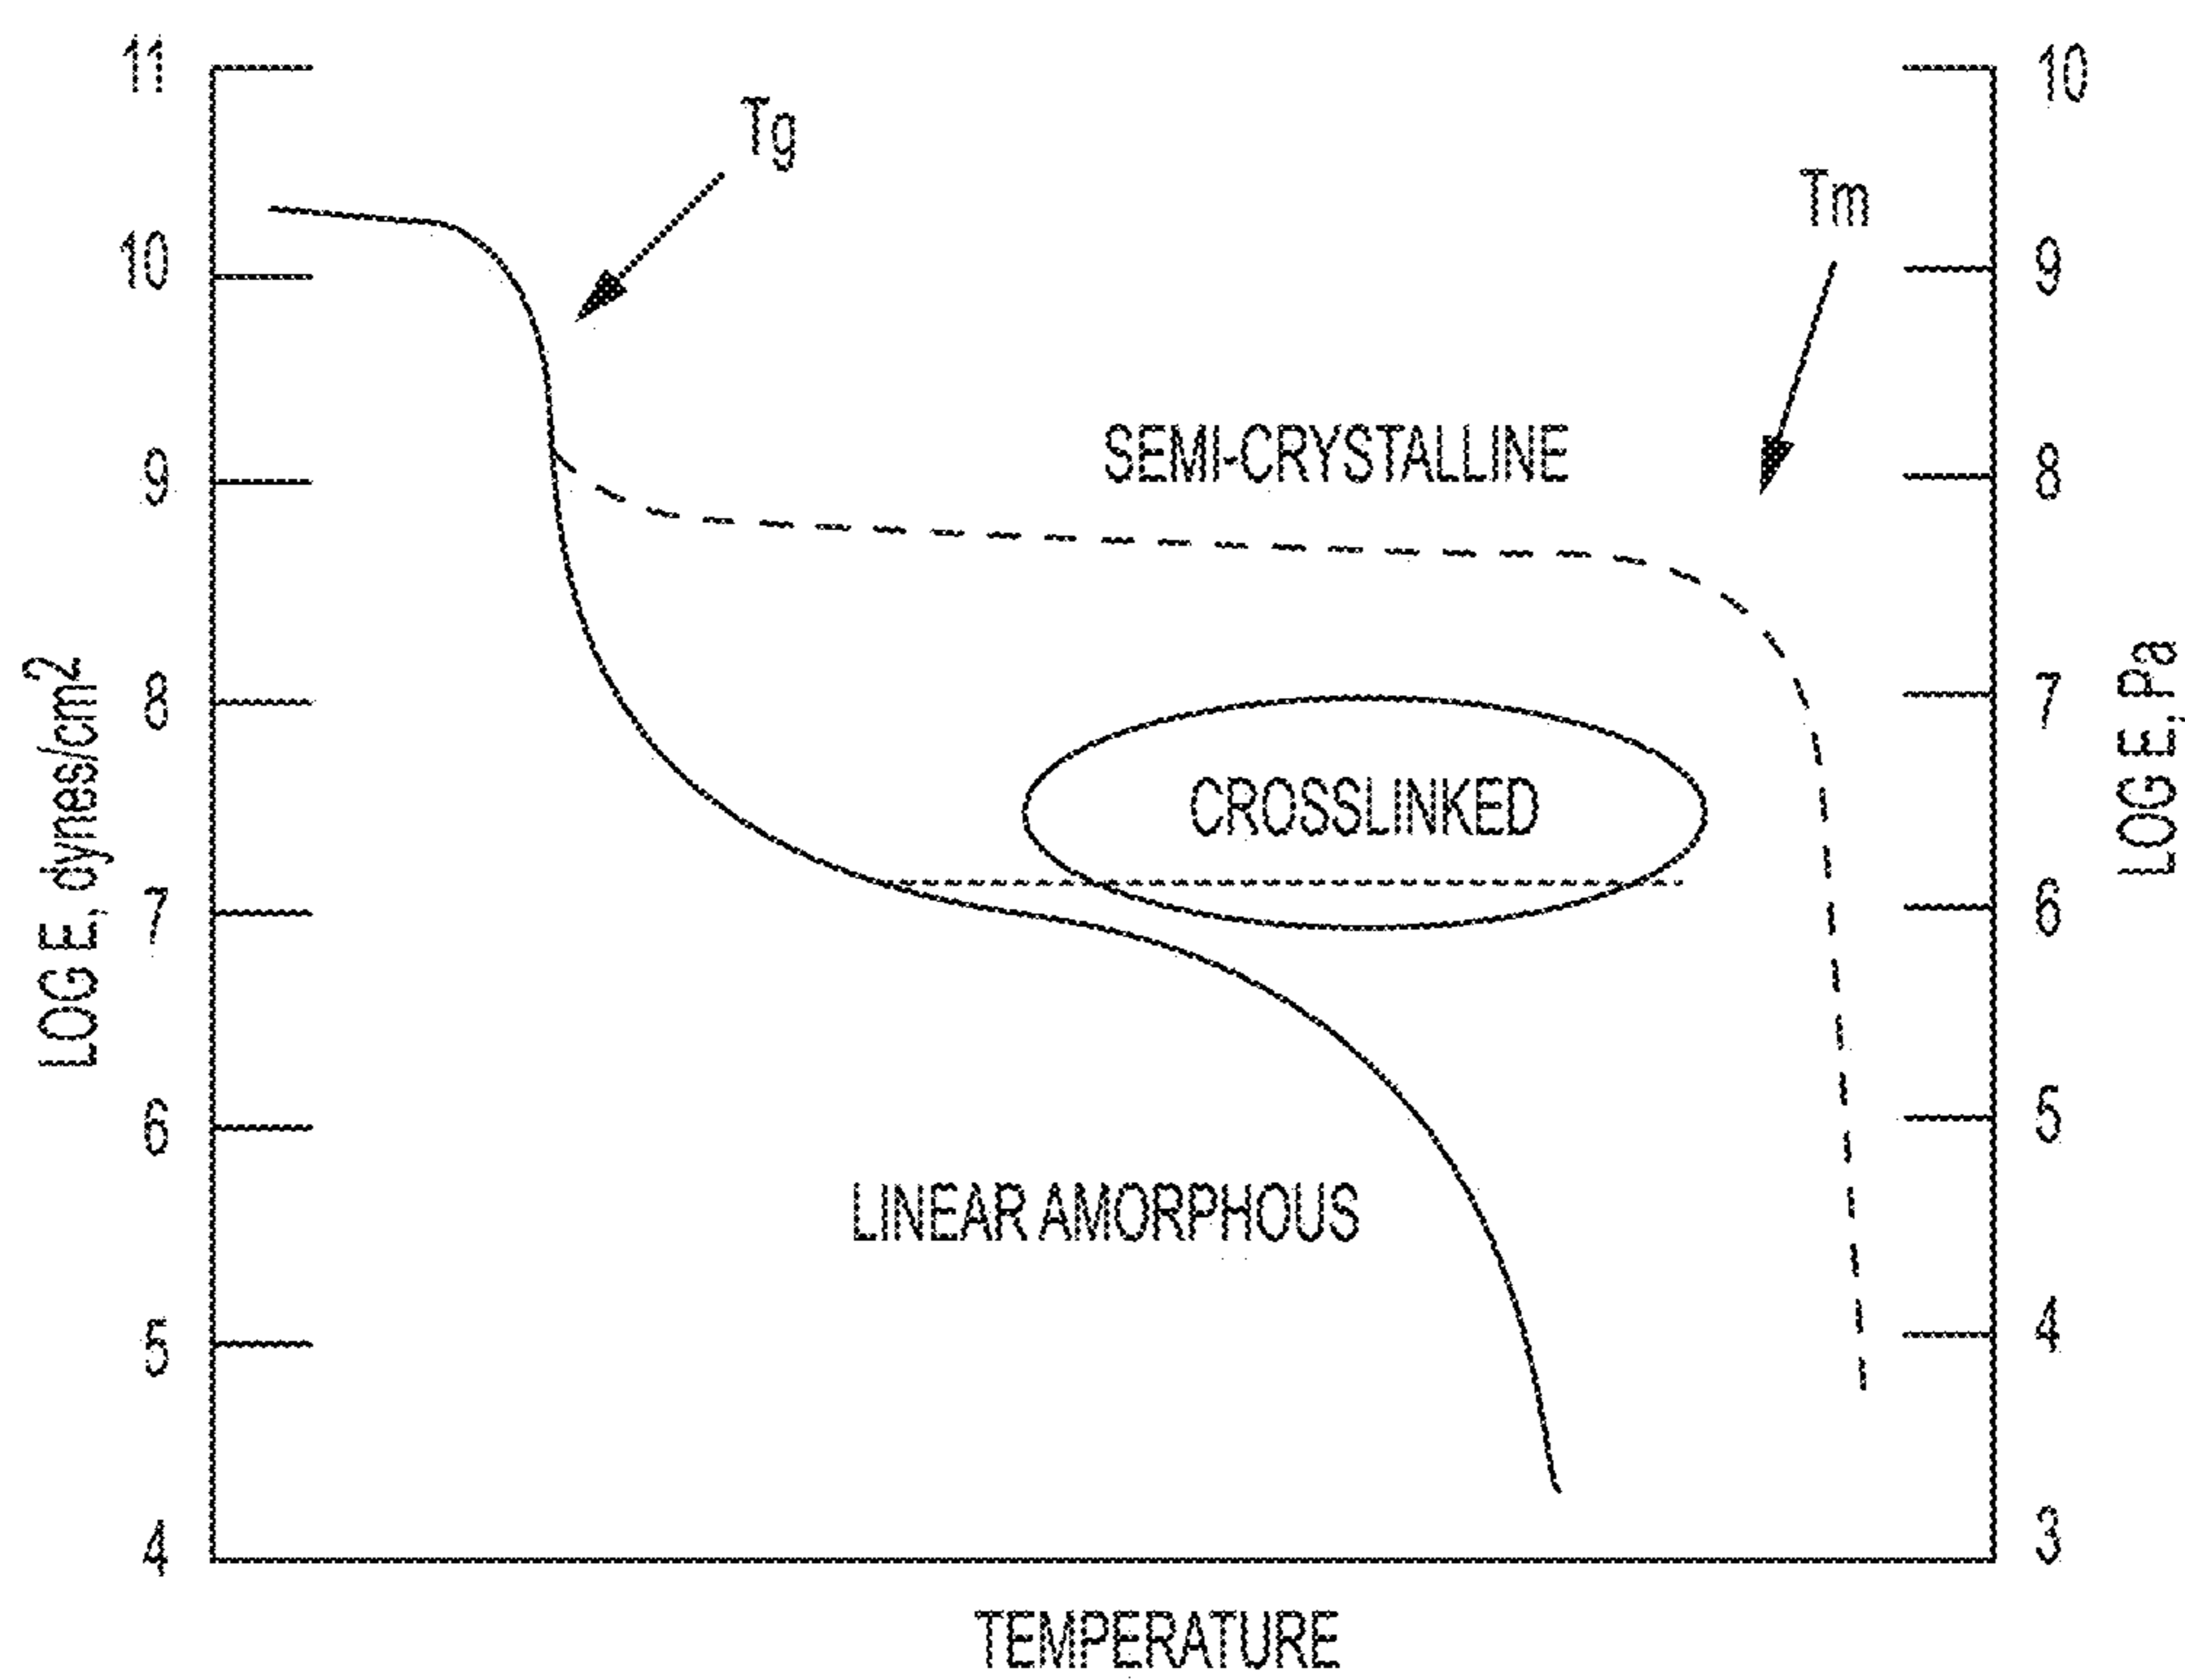 11
10
9
8
7
6
5
4
LOG E, dynes/cm²
Tg
Tm
SEMI-CRYSTALLINE
CROSSLINKED
LINEAR AMORPHOUS
10
9
8
7
6
5
4
3
LOG E, Pa
TEMPERATURE